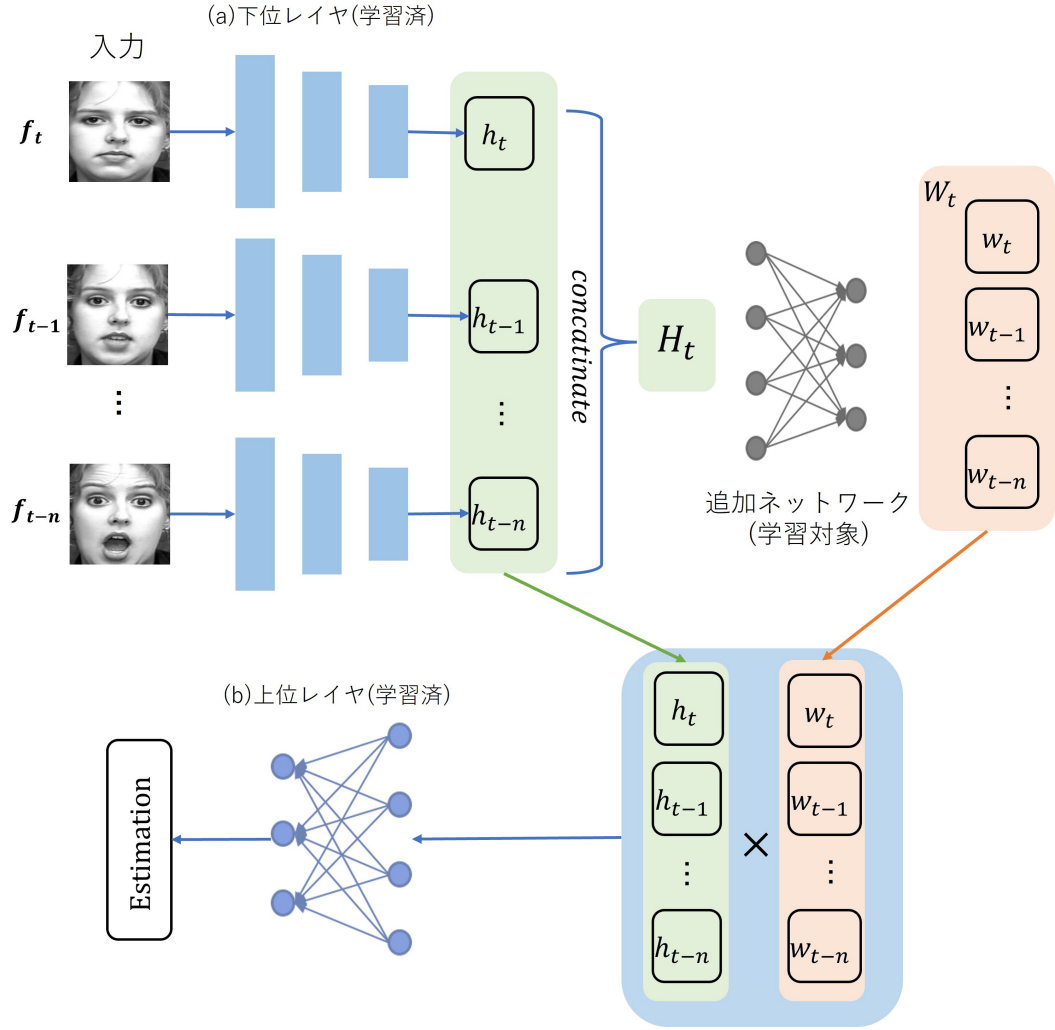 (a)下位レイヤ(学習済)
入力
f_t
h_t
W_t
w_t
f_{t−1}
h_{t−1}
concatinate
H_t
w_{t−1}
⋮
⋮
⋮
w_{t−n}
f_{t−n}
h_{t−n}
追加ネットワーク
(学習対象)
(b)上位レイヤ(学習済)
h_t
w_t
h_{t−1}
w_{t−1}
Estimation
×
⋮
⋮
h_{t−n}
w_{t−n}